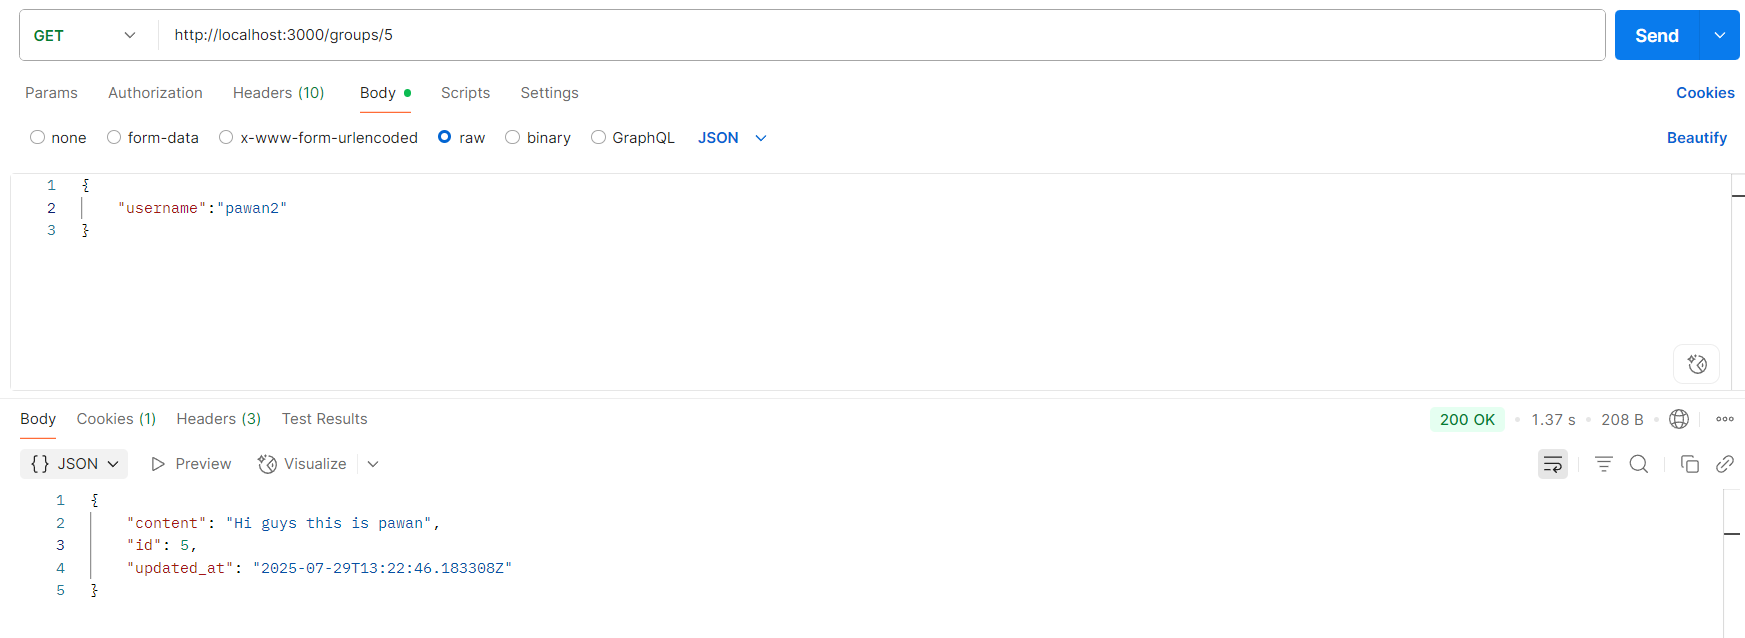 GET http://localhost:3000/groups/5 Send
Params Authorization Headers (10) Body Scripts Settings Cookies
none form-data x-www-form-urlencoded raw binary GraphQL JSON Beautify
1 {
2 "username":"pawan2"
3 }
Body Cookies (1) Headers (3) Test Results 200 OK 1.37 s 208 B
{} JSON Preview Visualize
1 {
2 "content": "Hi guys this is pawan",
3 "id": 5,
4 "updated_at": "2025-07-29T13:22:46.183308Z"
5 }